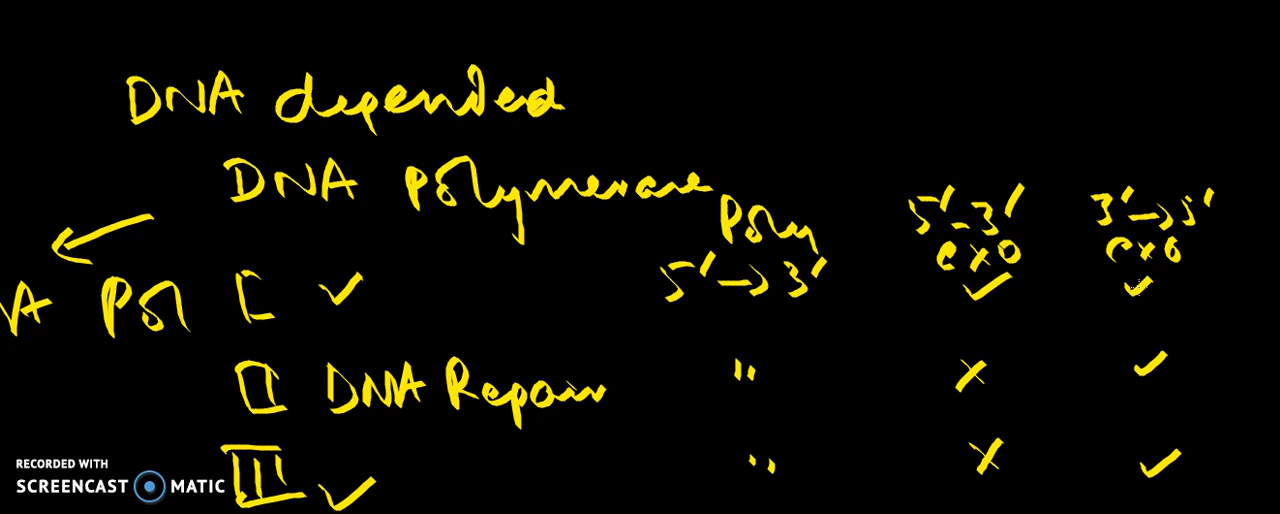 DNA depended
DNA polymerase
Poly 5'-3' 3'→5'
exo exo
A Pol I ✓ 5'→3' ✓ ✓
II DNA Repair " x ✓
III ✓ " x ✓
RECORDED WITH
SCREENCAST MATIC